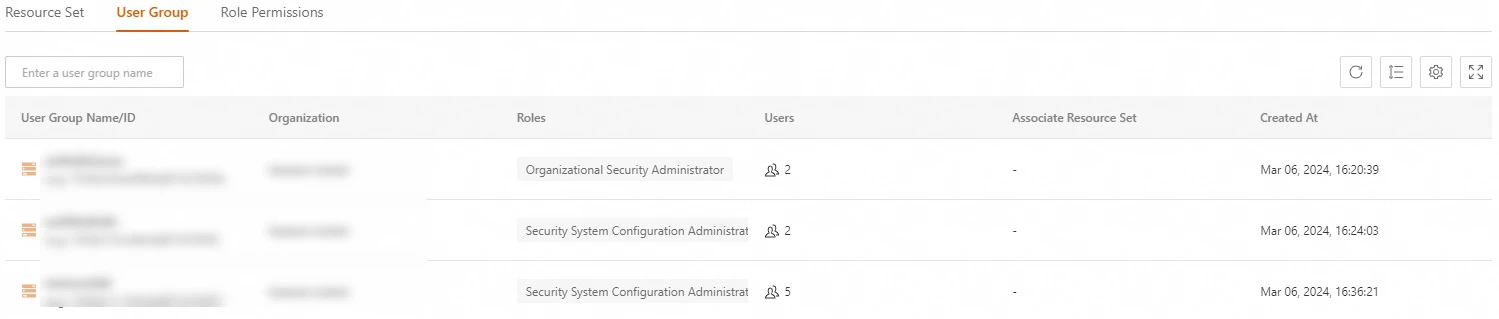 Resource Set User Group Role Permissions
Enter a user group name
User Group Name/ID Organization Roles Users Associate Resource Set Created At
Organizational Security Administrator 2 - Mar 06, 2024, 16:20:39
Security System Configuration Administrat 2 - Mar 06, 2024, 16:24:03
Security System Configuration Administrat 5 - Mar 06, 2024, 16:36:21